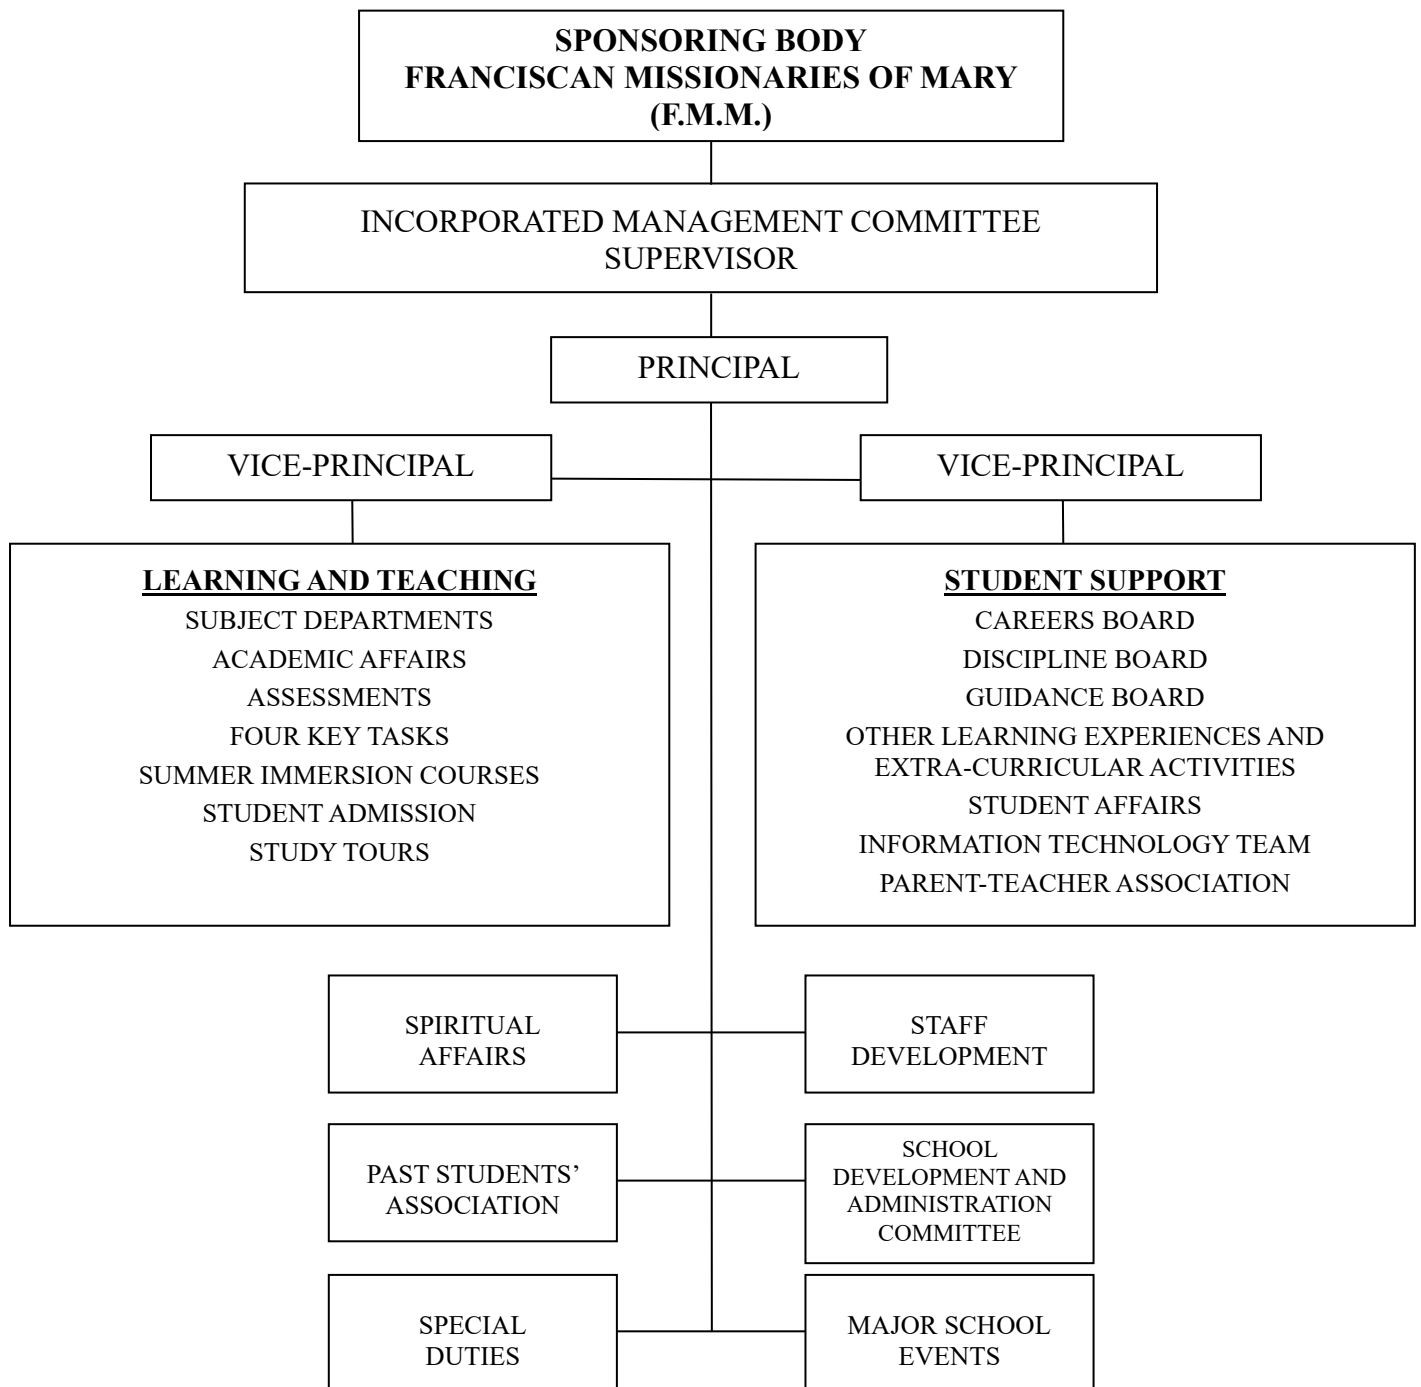 SPONSORING BODY
FRANCISCAN MISSIONARIES OF MARY
(F.M.M.)
INCORPORATED MANAGEMENT COMMITTEE
SUPERVISOR
PRINCIPAL
VICE-PRINCIPAL
VICE-PRINCIPAL
LEARNING AND TEACHING
SUBJECT DEPARTMENTS
ACADEMIC AFFAIRS
ASSESSMENTS
FOUR KEY TASKS
SUMMER IMMERSION COURSES
STUDENT ADMISSION
STUDY TOURS
STUDENT SUPPORT
CAREERS BOARD
DISCIPLINE BOARD
GUIDANCE BOARD
OTHER LEARNING EXPERIENCES AND
EXTRA-CURRICULAR ACTIVITIES
STUDENT AFFAIRS
INFORMATION TECHNOLOGY TEAM
PARENT-TEACHER ASSOCIATION
SPIRITUAL
AFFAIRS
STAFF
DEVELOPMENT
PAST STUDENTS’
ASSOCIATION
SCHOOL
DEVELOPMENT AND
ADMINISTRATION
COMMITTEE
SPECIAL
DUTIES
MAJOR SCHOOL
EVENTS